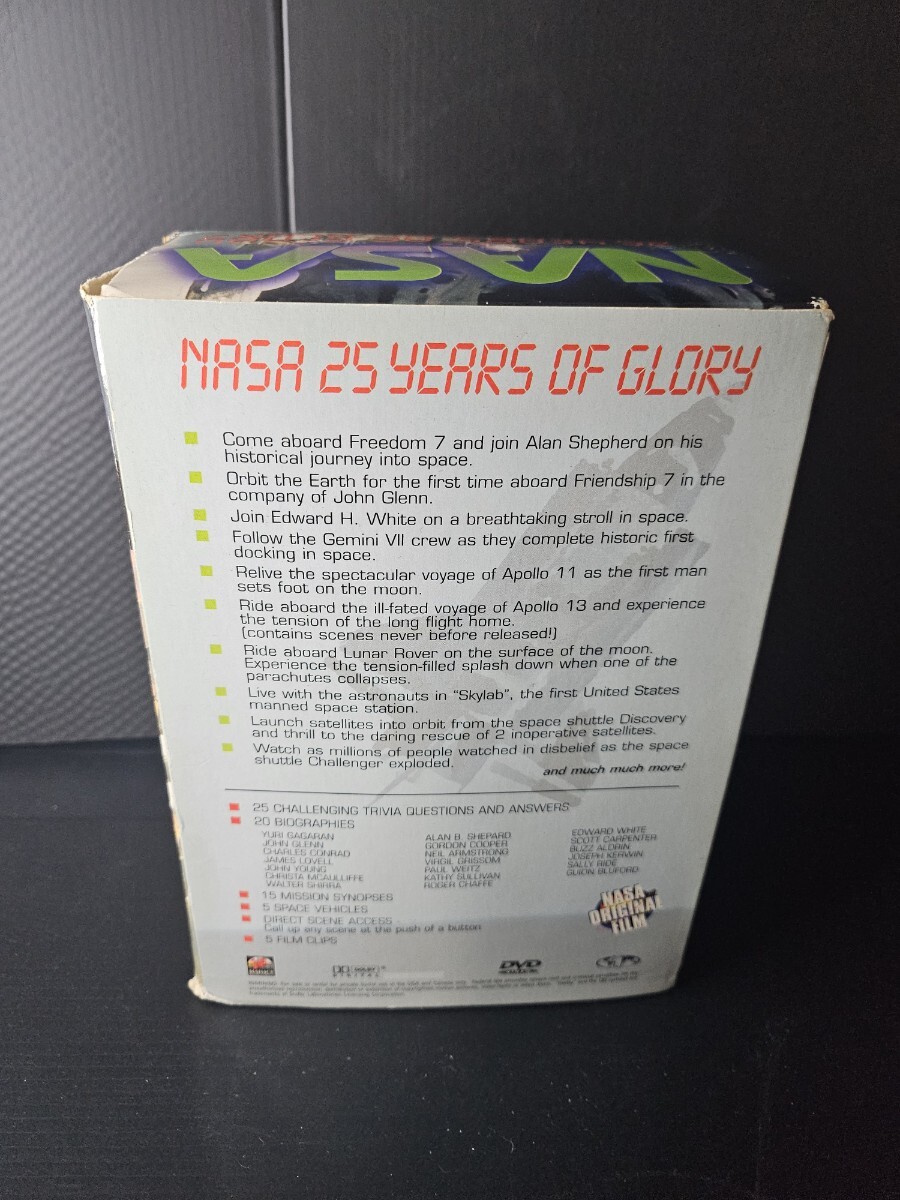 NASA
NASA 25 YEARS OF GLORY
Come aboard Freedom 7 and join Alan Shepherd on his
historical journey into space.
Orbit the Earth for the first time aboard Friendship 7 in the
company of John Glenn.
Join Edward H. White on a breathtaking stroll in space.
Follow the Gemini VII crew as they complete historic first
docking in space.
Relive the spectacular voyage of Apollo 11 as the first man
sets foot on the moon.
Ride aboard the ill-fated voyage of Apollo 13 and experience
the tension of the long flight home.
(contains scenes never before released!)
Ride aboard Lunar Rover on the surface of the moon.
Experience the tension-filled splash down when one of the
parachutes collapses.
Live with the astronauts in "Skylab", the first United States
manned space station.
Launch satellites into orbit from the space shuttle Discovery
and thrill to the daring rescue of 2 inoperative satellites.
Watch as millions of people watched in disbelief as the space
shuttle Challenger exploded.
and much much more!
25 CHALLENGING TRIVIA QUESTIONS AND ANSWERS
20 BIOGRAPHIES
YURI GAGARAN
JOHN GLENN
CHARLES CONRAD
JAMES LOVELL
JOHN YOUNG
CHRISTA MCAULLIFFE
WALTER SHIRRA
ALAN B. SHEPARD
GORDON COOPER
NEIL ARMSTRONG
VIRGIL GRISSOM
PAUL WEITZ
KATHY SULLIVAN
ROGER CHAFFE
EDWARD WHITE
SCOTT CARPENTER
BUZZ ALDRIN
JOSEPH KERWIN
SALLY RIDE
GUION BLUFORD
15 MISSION SYNOPSES
5 SPACE VEHICLES
DIRECT SCENE ACCESS -
Call up any scene at the push of a button
5 FILM CLIPS
NASA
ORIGINAL
FILM
DOLBY
DIGITAL
DVD